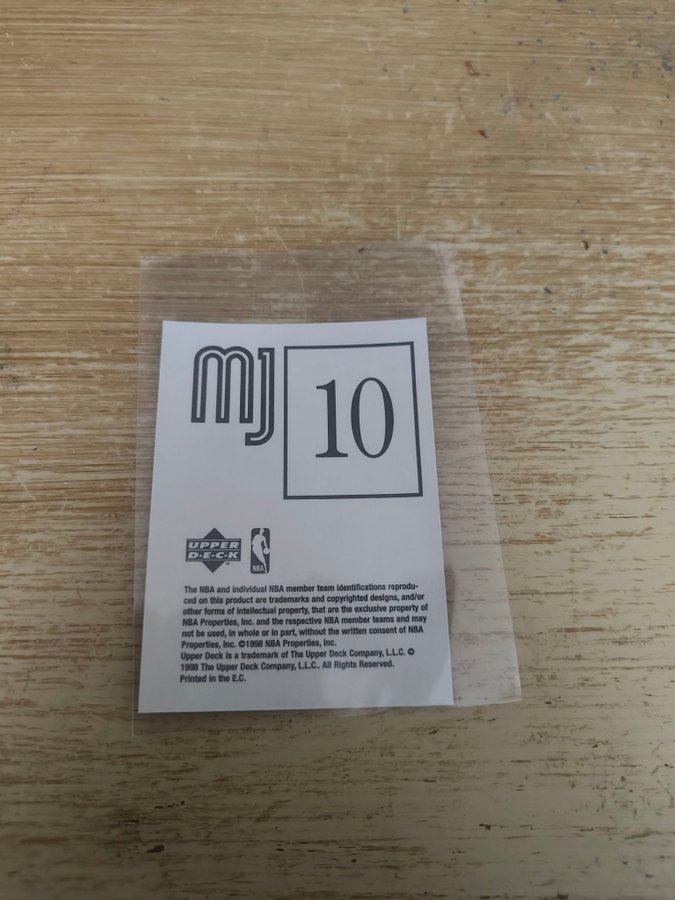 MJ
10
UPPER
D·E·C·K
TM
NBA
The NBA and individual NBA member team identifications reprodu-
ced on this product are trademarks and copyrighted designs, and/or
other forms of intellectual property, that are the exclusive property of
NBA Properties, Inc. and the respective NBA member teams and may
not be used, in whole or in part, without the written consent of NBA
Properties, Inc. ©1998 NBA Properties, Inc.
Upper Deck is a trademark of The Upper Deck Company, L.L.C. ©
1998 The Upper Deck Company, L.L.C.. All Rights Reserved.
Printed in the E.C.